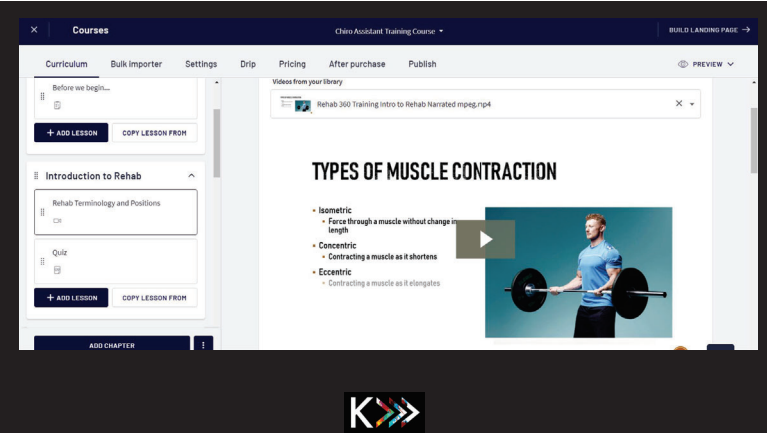 Courses
Chiro Assistant Training Course
BUILD LANDING PAGE →
Curriculum Bulk importer Settings Drip Pricing After purchase Publish
PREVIEW
Before we begin...
+ ADD LESSON COPY LESSON FROM
Introduction to Rehab
Rehab Terminology and Positions
Quiz
+ ADD LESSON COPY LESSON FROM
ADD CHAPTER
Videos from your library
Rehab 360 Training Intro to Rehab Narrated mpeg.mp4
TYPES OF MUSCLE CONTRACTION
• Isometric
• Force through a muscle without change in
length
• Concentric
• Contracting a muscle as it shortens
• Eccentric
• Contracting a muscle as it elongates
K